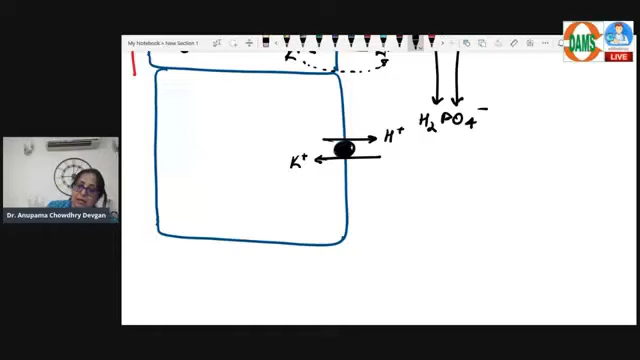 My Notebook > New Section 1
DAMS
LIVE
H₂PO₄⁻
H⁺
K⁺
Dr. Anupama Chowdhry Devgan